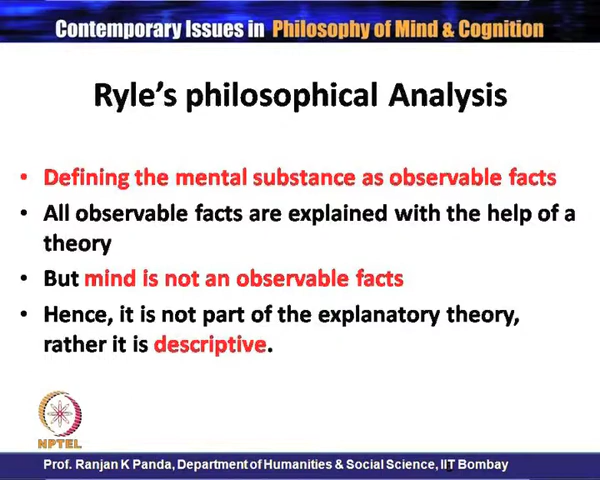 Contemporary Issues in Philosophy of Mind & Cognition
Ryle's philosophical Analysis
• Defining the mental substance as observable facts
• All observable facts are explained with the help of a
theory
• But mind is not an observable facts
• Hence, it is not part of the explanatory theory,
rather it is descriptive.
NPTEL
Prof. Ranjan K Panda, Department of Humanities & Social Science, IIT Bombay